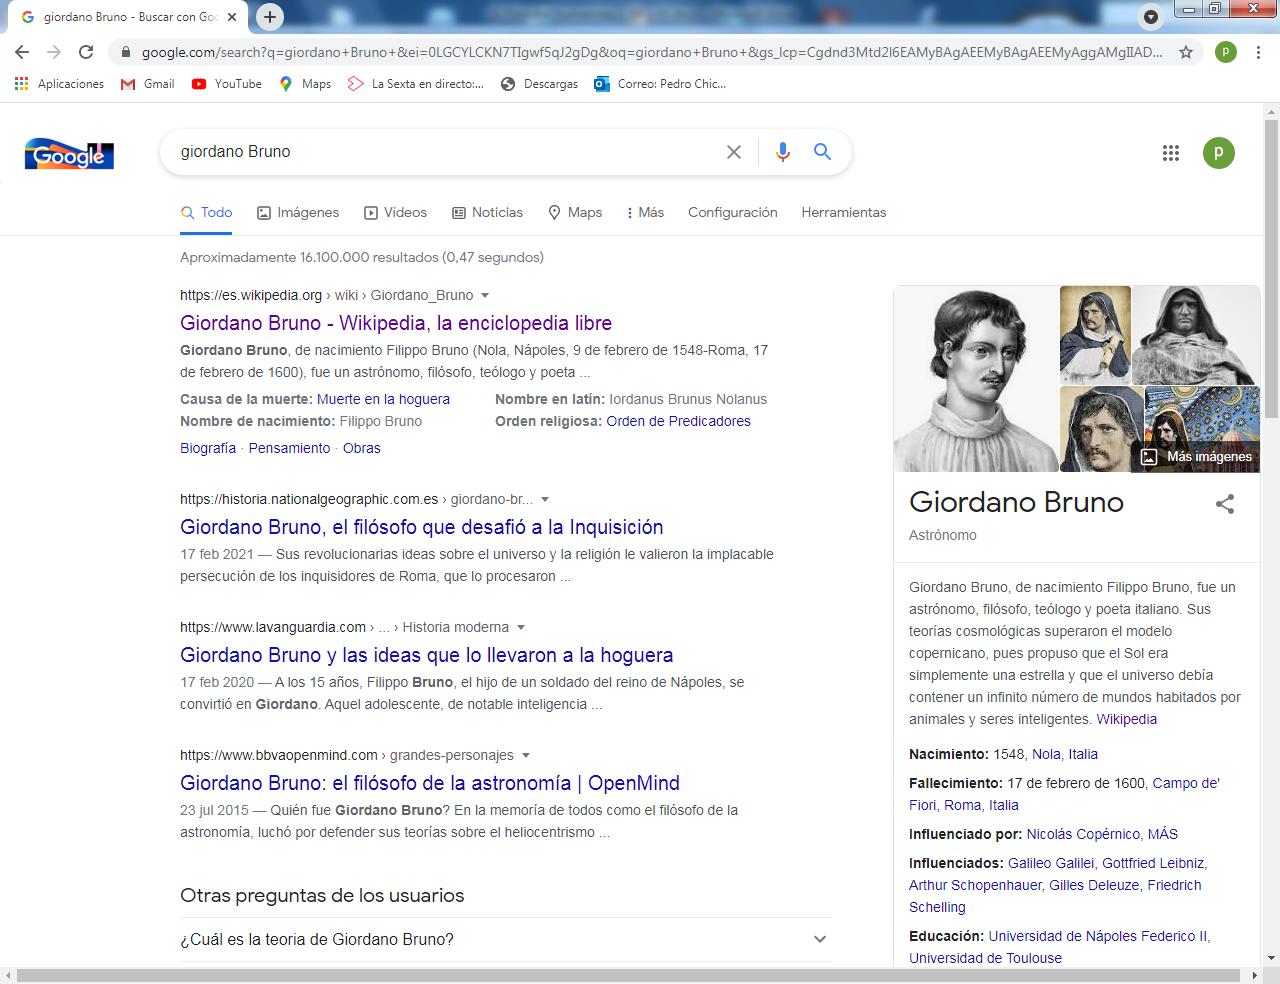 giordano Bruno - Buscar con Goo
google.com/search?q=giordano+Bruno+&ei=0LGCYLCKN7TIgwf5qJ2gDg&oq=giordano+Bruno+&gs_lcp=Cgdnd3Mtd2l6EAMyBAgAEEMyBAgAEEMyAggAMgIIAD...
P
Aplicaciones Gmail YouTube Maps La Sexta en directo:... Descargas Correo: Pedro Chic...
Google
giordano Bruno
p
Todo Imágenes Vídeos Noticias Maps Más Configuración Herramientas
Aproximadamente 16.100.000 resultados (0,47 segundos)
https://es.wikipedia.org › wiki › Giordano_Bruno
Giordano Bruno - Wikipedia, la enciclopedia libre
Giordano Bruno, de nacimiento Filippo Bruno (Nola, Nápoles, 9 de febrero de 1548-Roma, 17
de febrero de 1600), fue un astrónomo, filósofo, teólogo y poeta ...
Causa de la muerte: Muerte en la hoguera Nombre en latín: Iordanus Brunus Nolanus
Nombre de nacimiento: Filippo Bruno Orden religiosa: Orden de Predicadores
Biografía · Pensamiento · Obras
https://historia.nationalgeographic.com.es › giordano-br...
Giordano Bruno, el filósofo que desafió a la Inquisición
17 feb 2021 — Sus revolucionarias ideas sobre el universo y la religión le valieron la implacable
persecución de los inquisidores de Roma, que lo procesaron ...
https://www.lavanguardia.com › ... › Historia moderna
Giordano Bruno y las ideas que lo llevaron a la hoguera
17 feb 2020 — A los 15 años, Filippo Bruno, el hijo de un soldado del reino de Nápoles, se
convirtió en Giordano. Aquel adolescente, de notable inteligencia ...
https://www.bbvaopenmind.com › grandes-personajes
Giordano Bruno: el filósofo de la astronomía | OpenMind
23 jul 2015 — Quién fue Giordano Bruno? En la memoría de todos como el filósofo de la
astronomía, luchó por defender sus teorías sobre el heliocentrismo ...
Otras preguntas de los usuarios
¿Cuál es la teoria de Giordano Bruno?
Más imágenes
Giordano Bruno
Astrónomo
Giordano Bruno, de nacimiento Filippo Bruno, fue un
astrónomo, filósofo, teólogo y poeta italiano. Sus
teorías cosmológicas superaron el modelo
copernicano, pues propuso que el Sol era
simplemente una estrella y que el universo debía
contener un infinito número de mundos habitados por
animales y seres inteligentes. Wikipedia
Nacimiento: 1548, Nola, Italia
Fallecimiento: 17 de febrero de 1600, Campo de'
Fiori, Roma, Italia
Influenciado por: Nicolás Copérnico, MÁS
Influenciados: Galileo Galilei, Gottfried Leibniz,
Arthur Schopenhauer, Gilles Deleuze, Friedrich
Schelling
Educación: Universidad de Nápoles Federico II,
Universidad de Toulouse